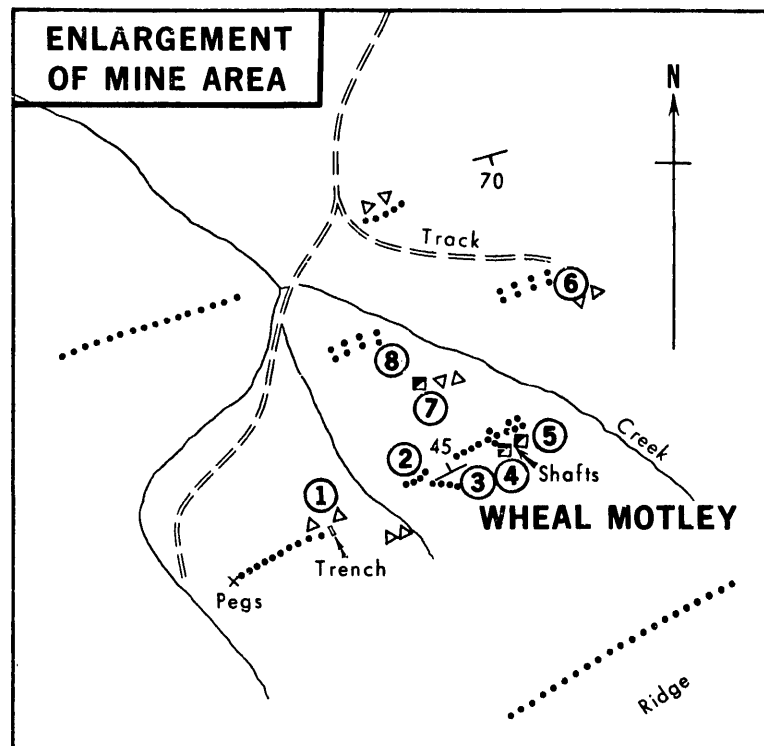 ENLARGEMENT
OF MINE AREA
N
70
Track
6
8
7
Creek
45
5
2
3
4
Shafts
1
WHEAL MOTLEY
Trench
Pegs
Ridge